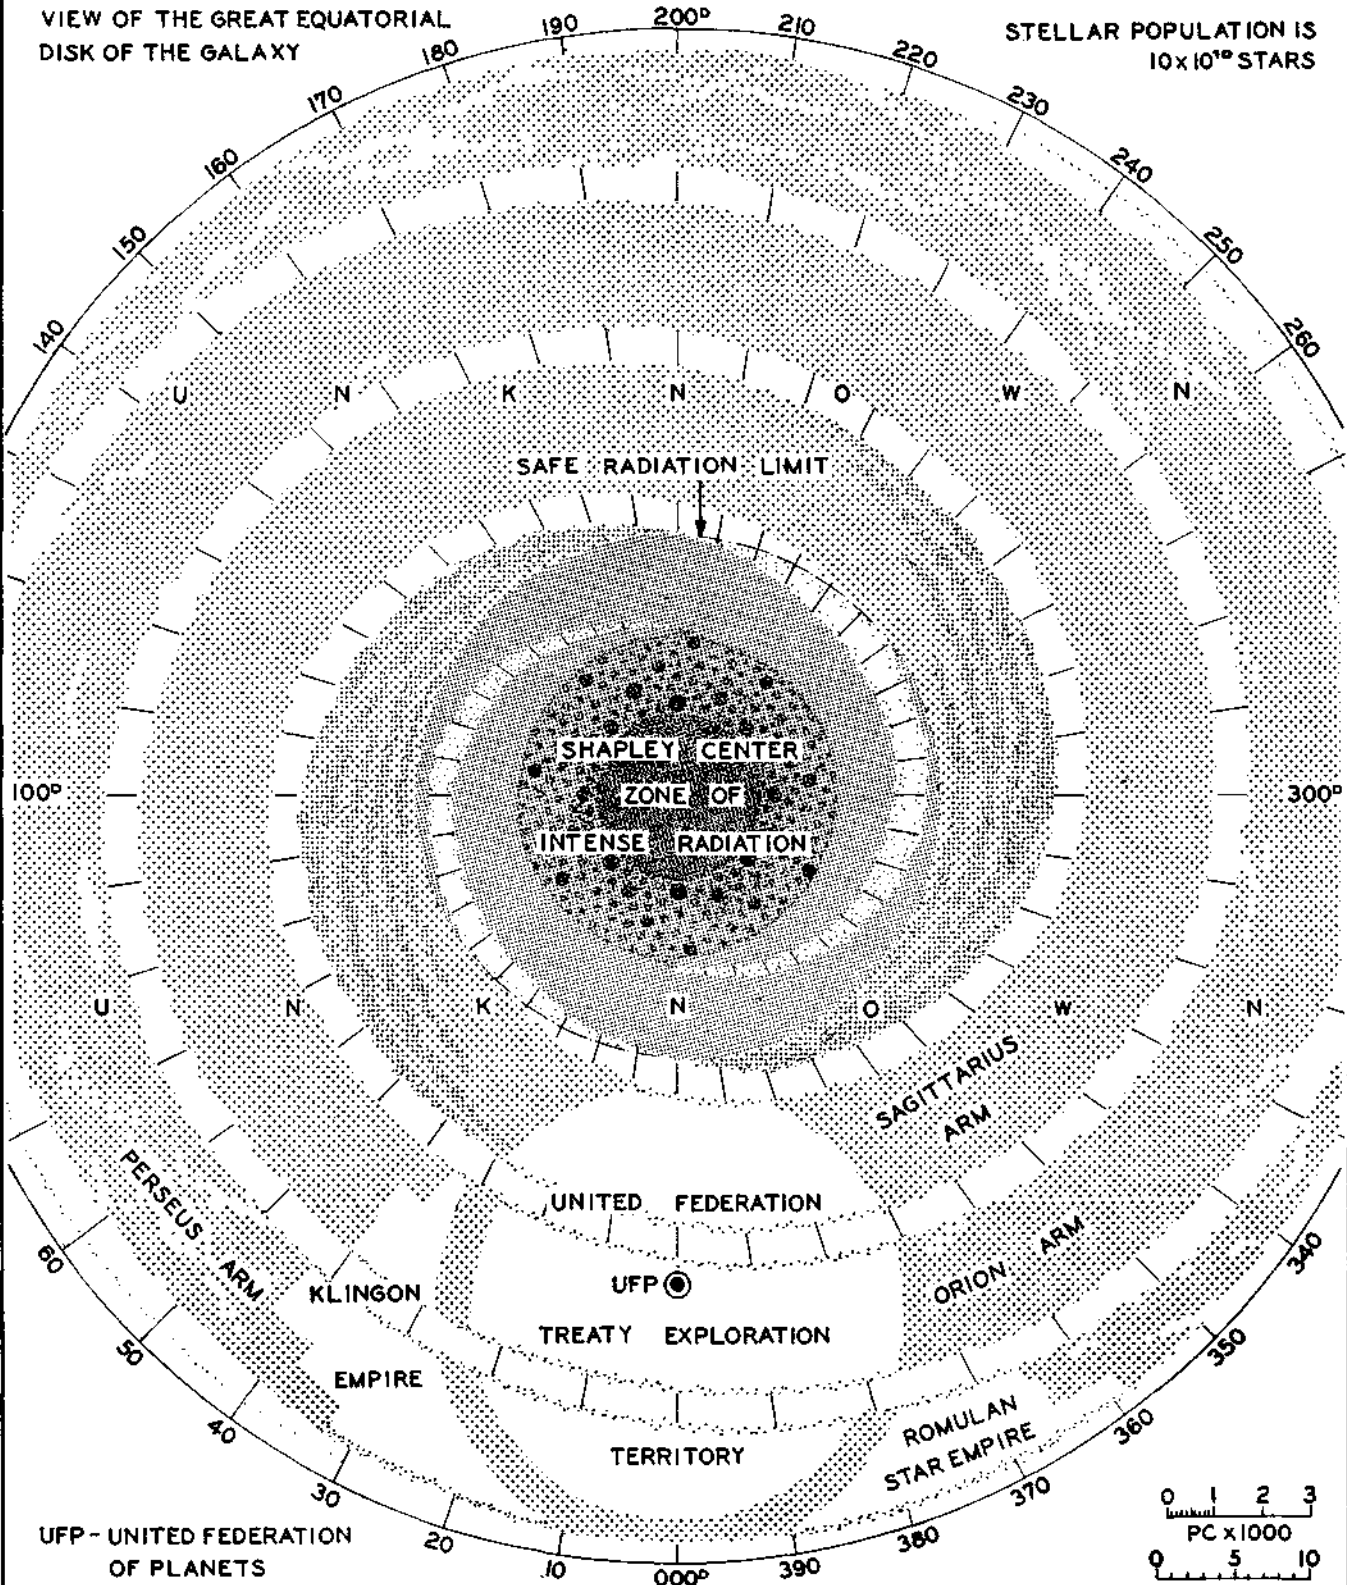 VIEW OF THE GREAT EQUATORIAL
DISK OF THE GALAXY
STELLAR POPULATION IS
10x10¹⁰ STARS
190
200ᴰ
210
180
220
170
230
160
240
150
250
140
260
U N K N O W N
SAFE RADIATION LIMIT
SHAPLEY CENTER
ZONE OF
INTENSE RADIATION
100ᴰ
300ᴰ
U N K N O W N
SAGITTARIUS
ARM
PERSEUS ARM
UNITED FEDERATION
ORION ARM
UFP
KLINGON
TREATY EXPLORATION
EMPIRE
TERRITORY
ROMULAN
STAR EMPIRE
60
50
40
30
20
10
000ᴰ
390
380
370
360
350
340
UFP - UNITED FEDERATION
OF PLANETS
0 1 2 3
PC x 1000
0 5 10